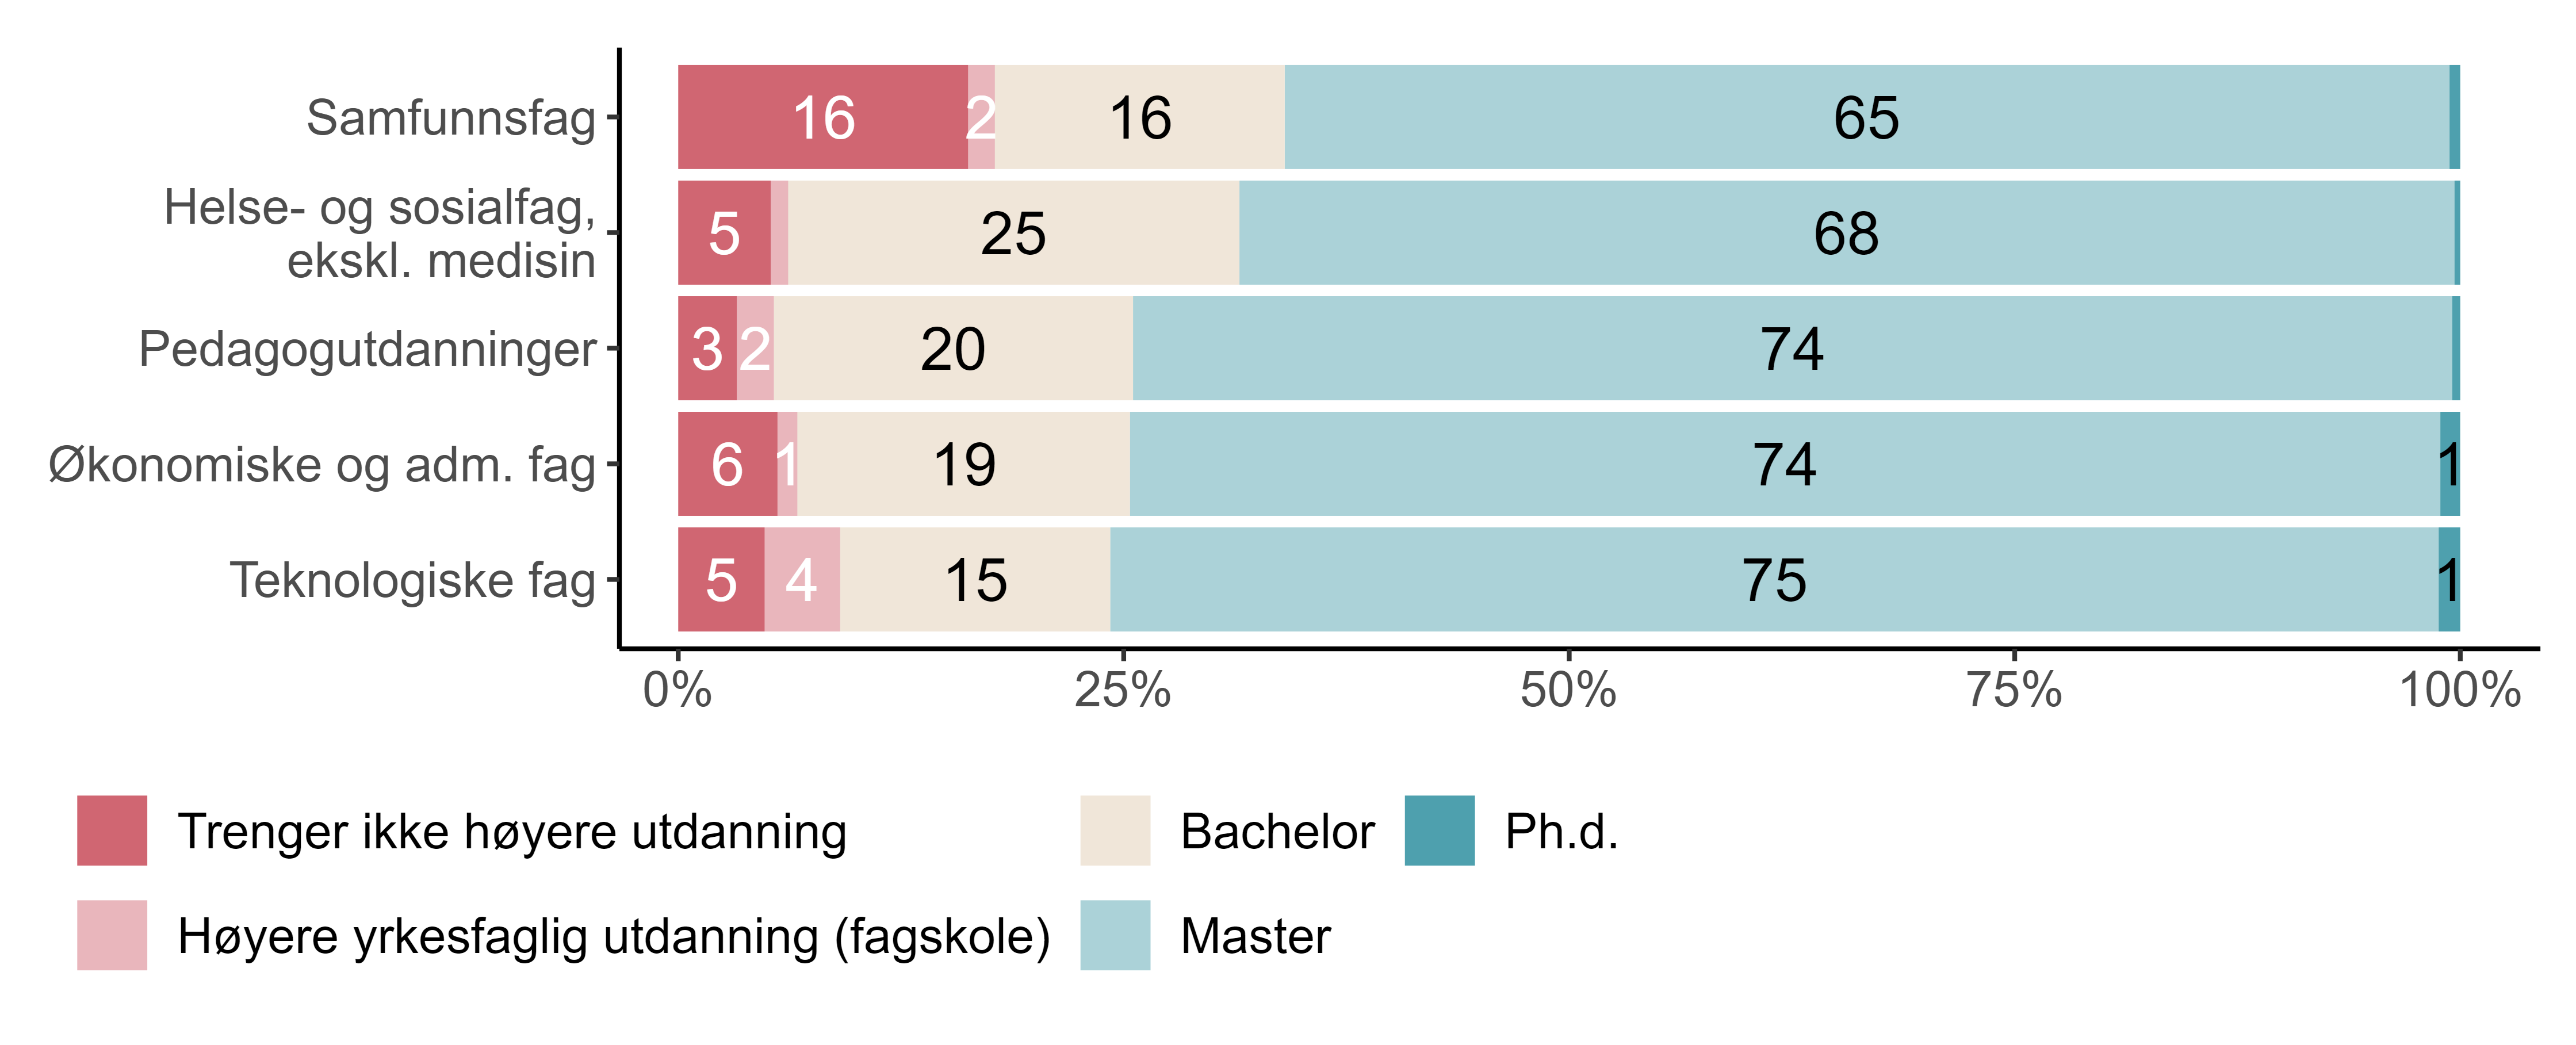 Samfunnsfag 16 2 16 65
Helse- og sosialfag,
ekskl. medisin 5 25 68
Pedagogutdanninger 3 2 20 74
Økonomiske og adm. fag 6 1 19 74 1
Teknologiske fag 5 4 15 75 1
0% 25% 50% 75% 100%
Trenger ikke høyere utdanning Bachelor Ph.d.
Høyere yrkesfaglig utdanning (fagskole) Master